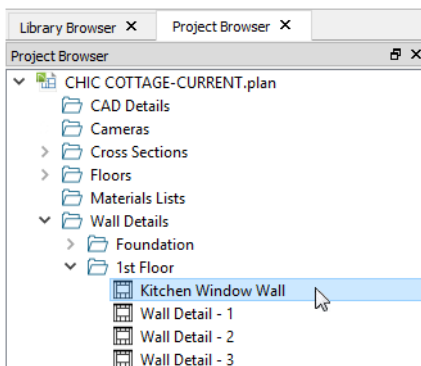 Library Browser Project Browser
Project Browser
CHIC COTTAGE-CURRENT.plan
CAD Details
Cameras
Cross Sections
Floors
Materials Lists
Wall Details
Foundation
1st Floor
Kitchen Window Wall
Wall Detail - 1
Wall Detail - 2
Wall Detail - 3